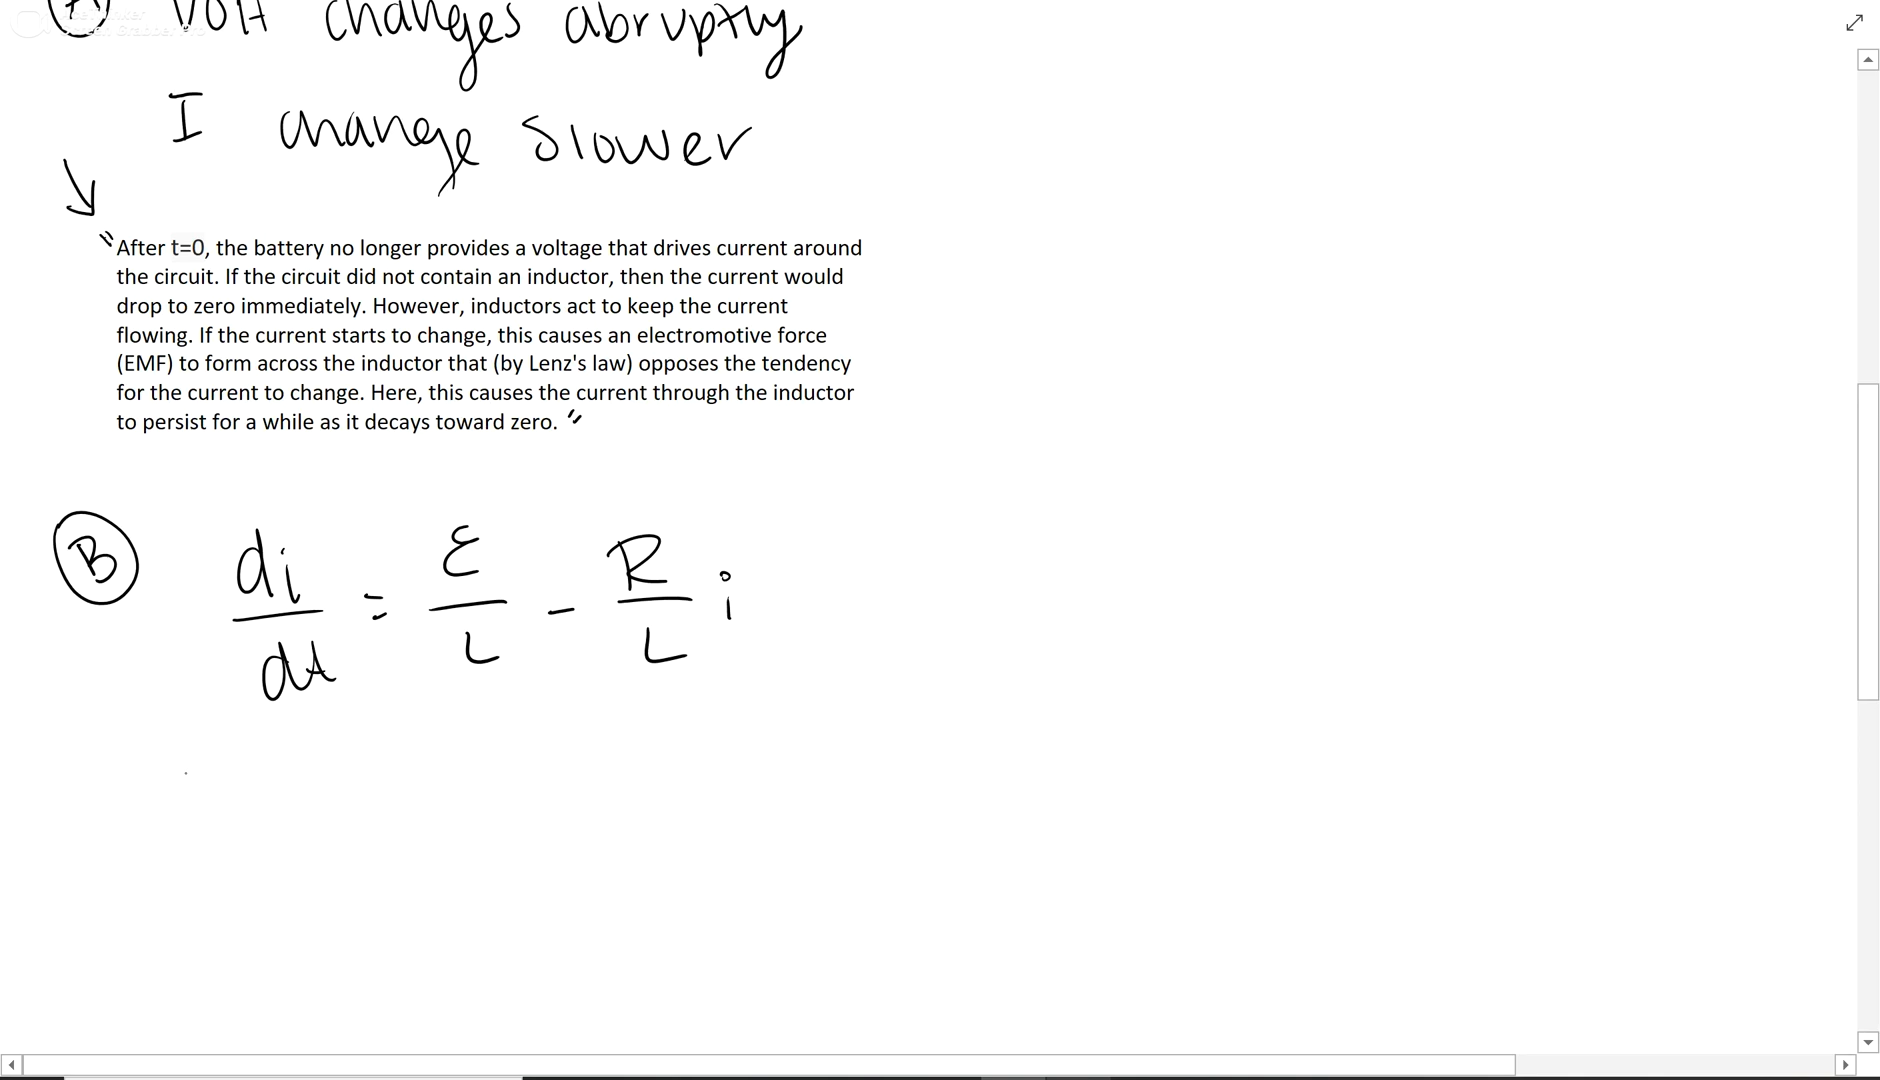 (A) Volt changes abruptly
I change slower
"After t=0, the battery no longer provides a voltage that drives current around
the circuit. If the circuit did not contain an inductor, then the current would
drop to zero immediately. However, inductors act to keep the current
flowing. If the current starts to change, this causes an electromotive force
(EMF) to form across the inductor that (by Lenz's law) opposes the tendency
for the current to change. Here, this causes the current through the inductor
to persist for a while as it decays toward zero."
B di/dt = ε/L - R/L i